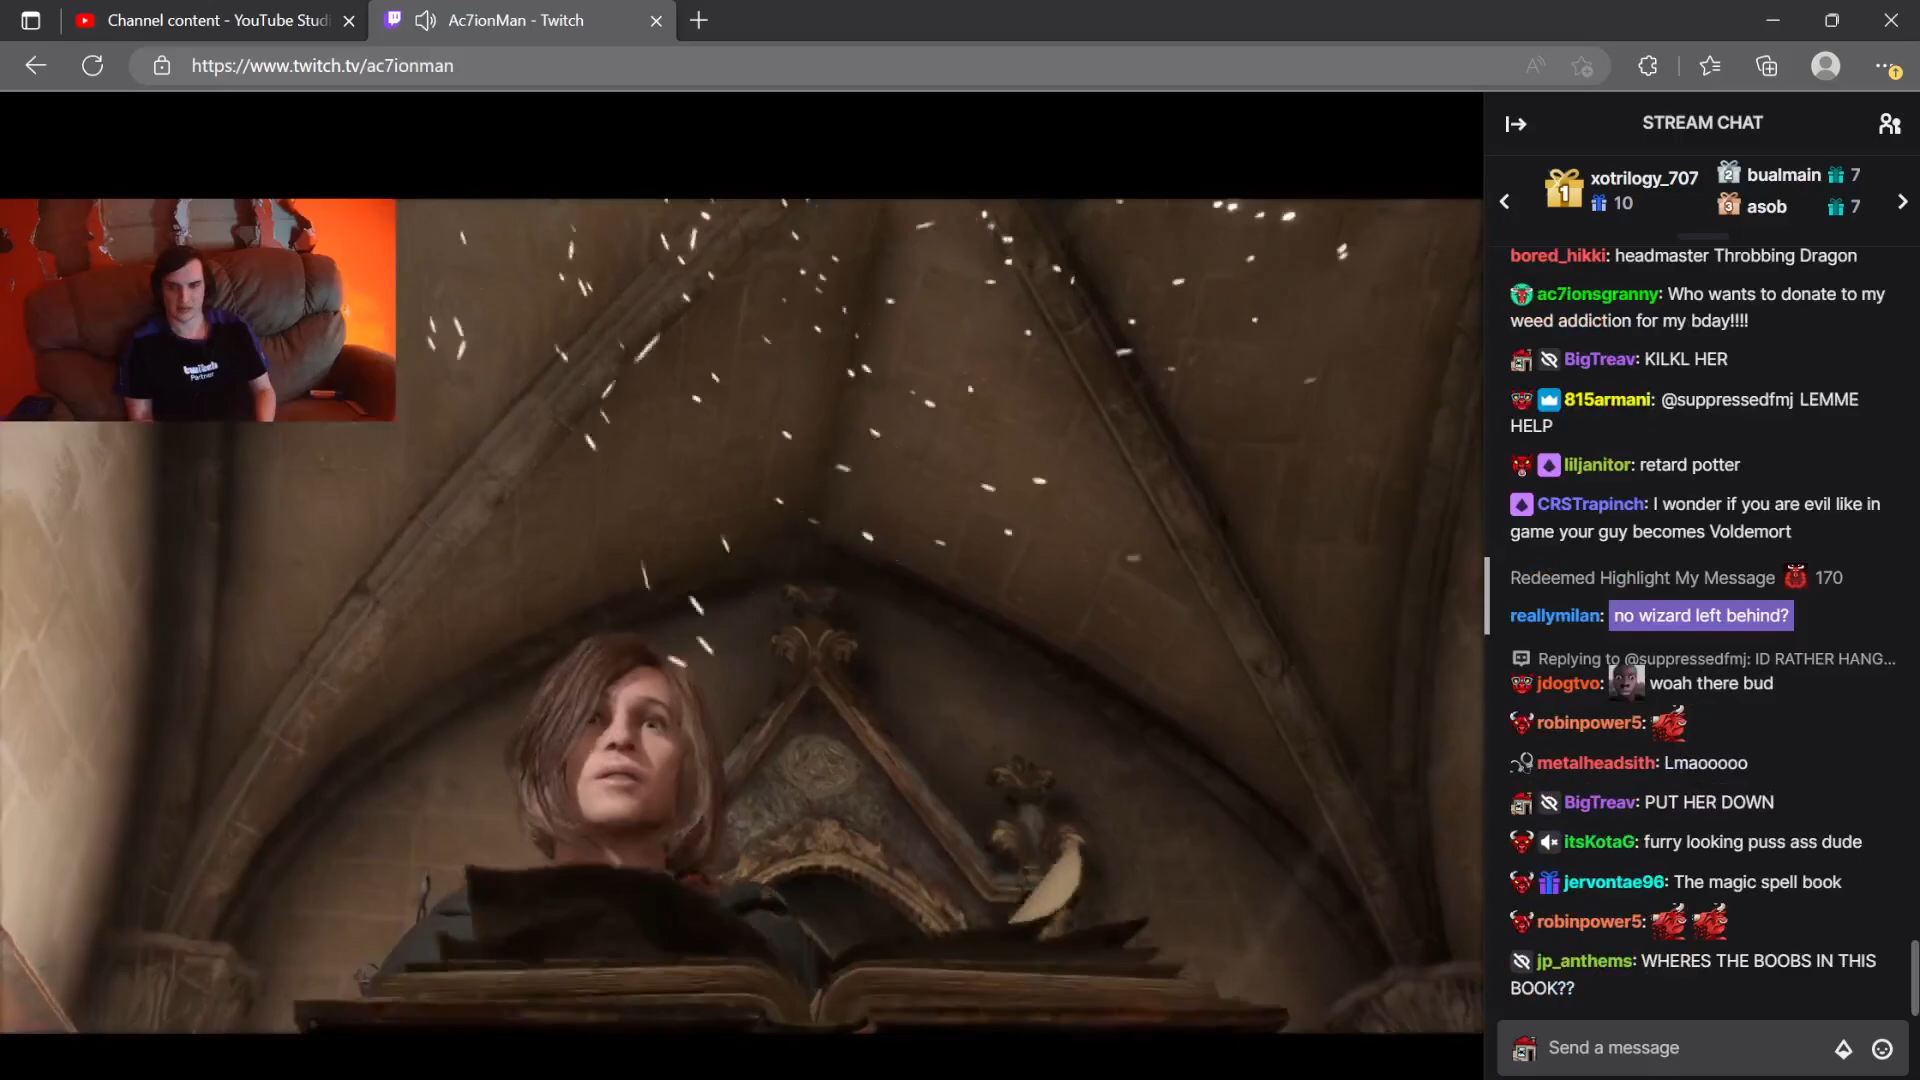 Channel content - YouTube Studi
Ac7ionMan - Twitch
https://www.twitch.tv/ac7ionman
twitch
Partner
STREAM CHAT
1 xotrilogy_707
10
2 bualmain 7
3 asob 7
bored_hikki: headmaster Throbbing Dragon
ac7ionsgranny: Who wants to donate to my
weed addiction for my bday!!!!
BigTreav: KILKL HER
815armani: @suppressedfmj LEMME
HELP
liljanitor: retard potter
CRSTrapinch: I wonder if you are evil like in
game your guy becomes Voldemort
Redeemed Highlight My Message 170
reallymilan: no wizard left behind?
Replying to @suppressedfmj: ID RATHER HANG...
jdogtvo: woah there bud
robinpower5:
metalheadsith: Lmaooooo
BigTreav: PUT HER DOWN
itsKotaG: furry looking puss ass dude
jervontae96: The magic spell book
robinpower5:
jp_anthems: WHERES THE BOOBS IN THIS
BOOK??
Send a message